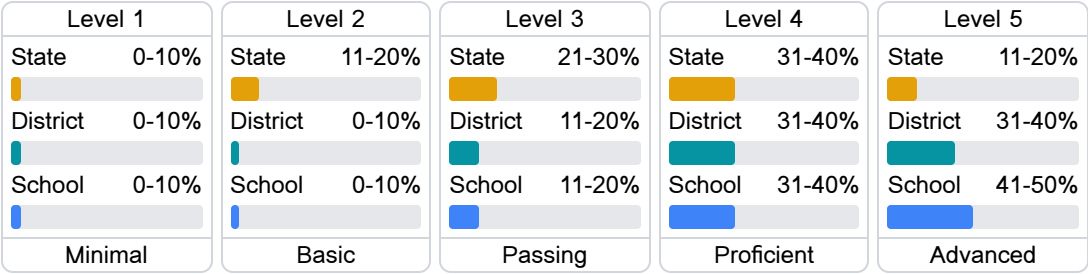 Level 1
State 0-10%
District 0-10%
School 0-10%
Minimal
Level 2
State 11-20%
District 0-10%
School 0-10%
Basic
Level 3
State 21-30%
District 11-20%
School 11-20%
Passing
Level 4
State 31-40%
District 31-40%
School 31-40%
Proficient
Level 5
State 11-20%
District 31-40%
School 41-50%
Advanced